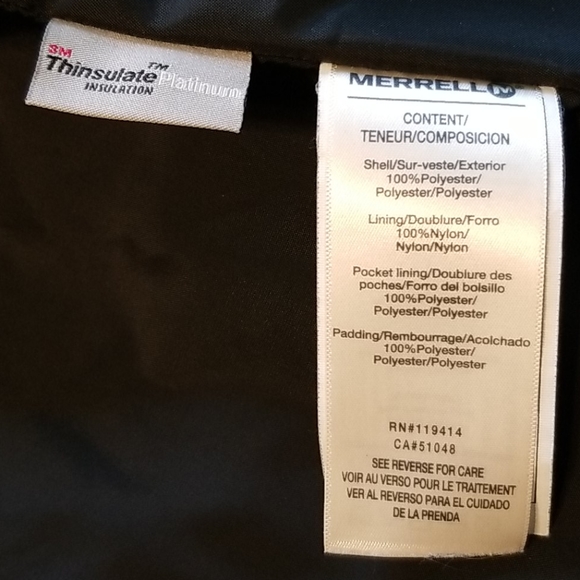 3M
Thinsulate™ Platinum
INSULATION
MERRELL M
CONTENT/
TENEUR/COMPOSICION
Shell/Sur-veste/Exterior
100%Polyester/
Polyester/Polyester
Lining/Doublure/Forro
100%Nylon/
Nylon/Nylon
Pocket lining/Doublure des
poches/Forro del bolsillo
100%Polyester/
Polyester/Polyester
Padding/Rembourrage/Acolchado
100%Polyester/
Polyester/Polyester
RN#119414
CA#51048
SEE REVERSE FOR CARE
VOIR AU VERSO POUR LE TRAITEMENT
VER AL REVERSO PARA EL CUIDADO
DE LA PRENDA